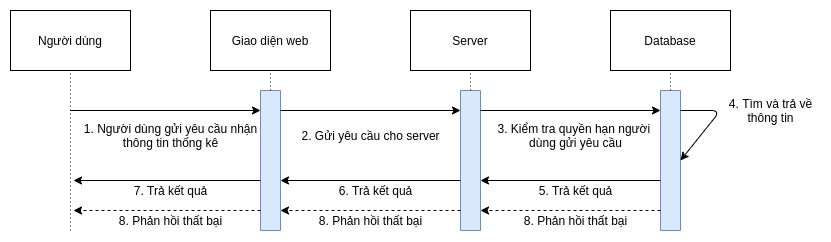 Người dùng
Giao diện web
Server
Database
1. Người dùng gửi yêu cầu nhận
thông tin thống kê
2. Gửi yêu cầu cho server
3. Kiểm tra quyền hạn người
dùng gửi yêu cầu
4. Tìm và trả về
thông tin
7. Trả kết quả
6. Trả kết quả
5. Trả kết quả
8. Phản hồi thất bại
8. Phản hồi thất bại
8. Phản hồi thất bại